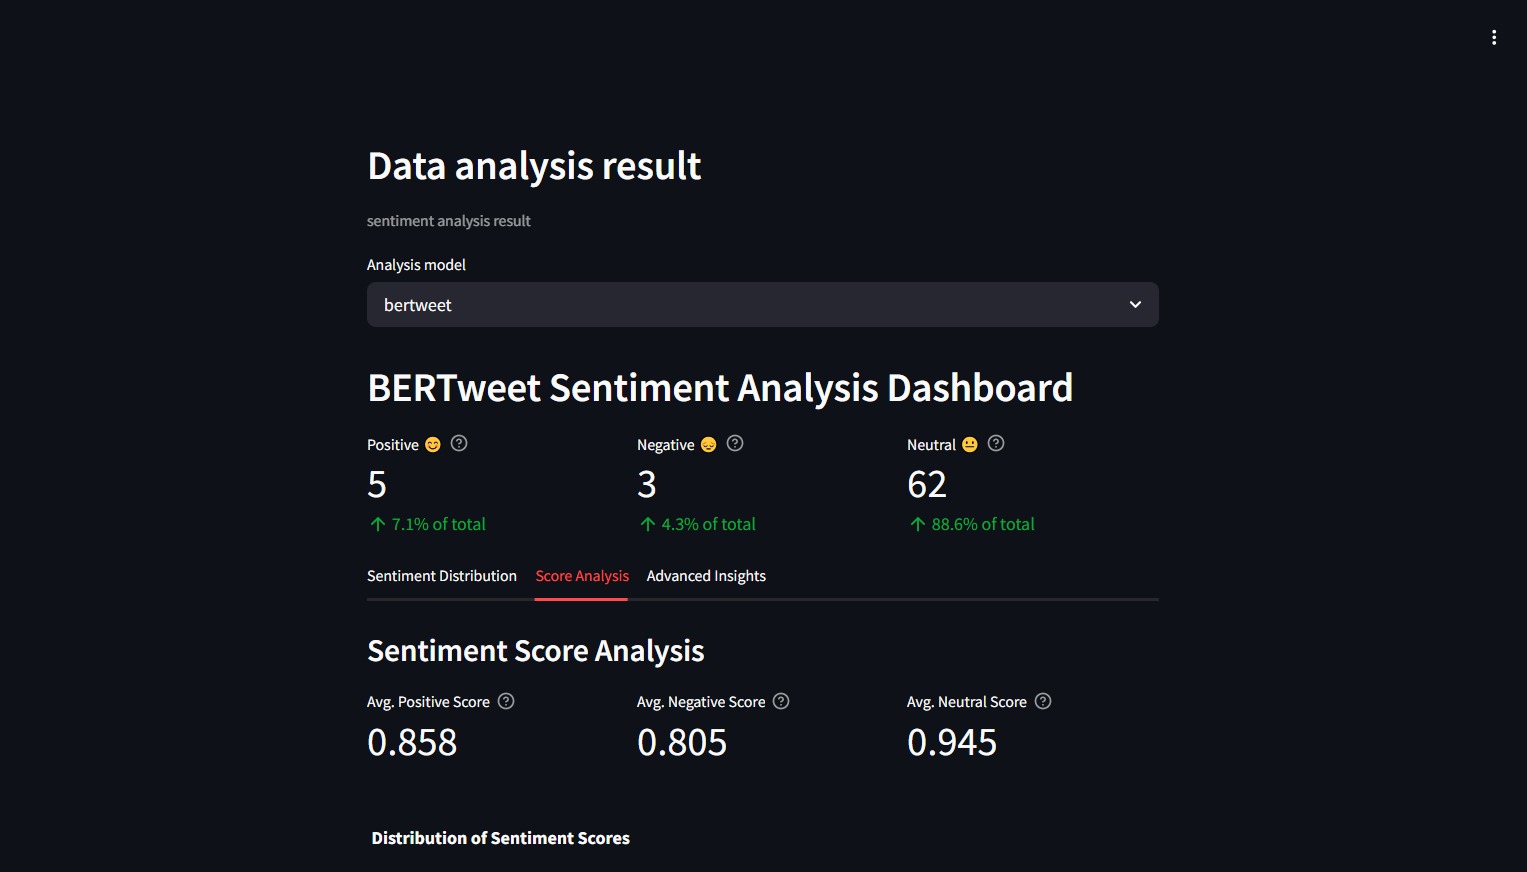 Data analysis result
sentiment analysis result
Analysis model
bertweet
BERTweet Sentiment Analysis Dashboard
Positive 😊 Negative 😔 Neutral 😐
5 3 62
↑ 7.1% of total ↑ 4.3% of total ↑ 88.6% of total
Sentiment Distribution Score Analysis Advanced Insights
Sentiment Score Analysis
Avg. Positive Score Avg. Negative Score Avg. Neutral Score
0.858 0.805 0.945
Distribution of Sentiment Scores